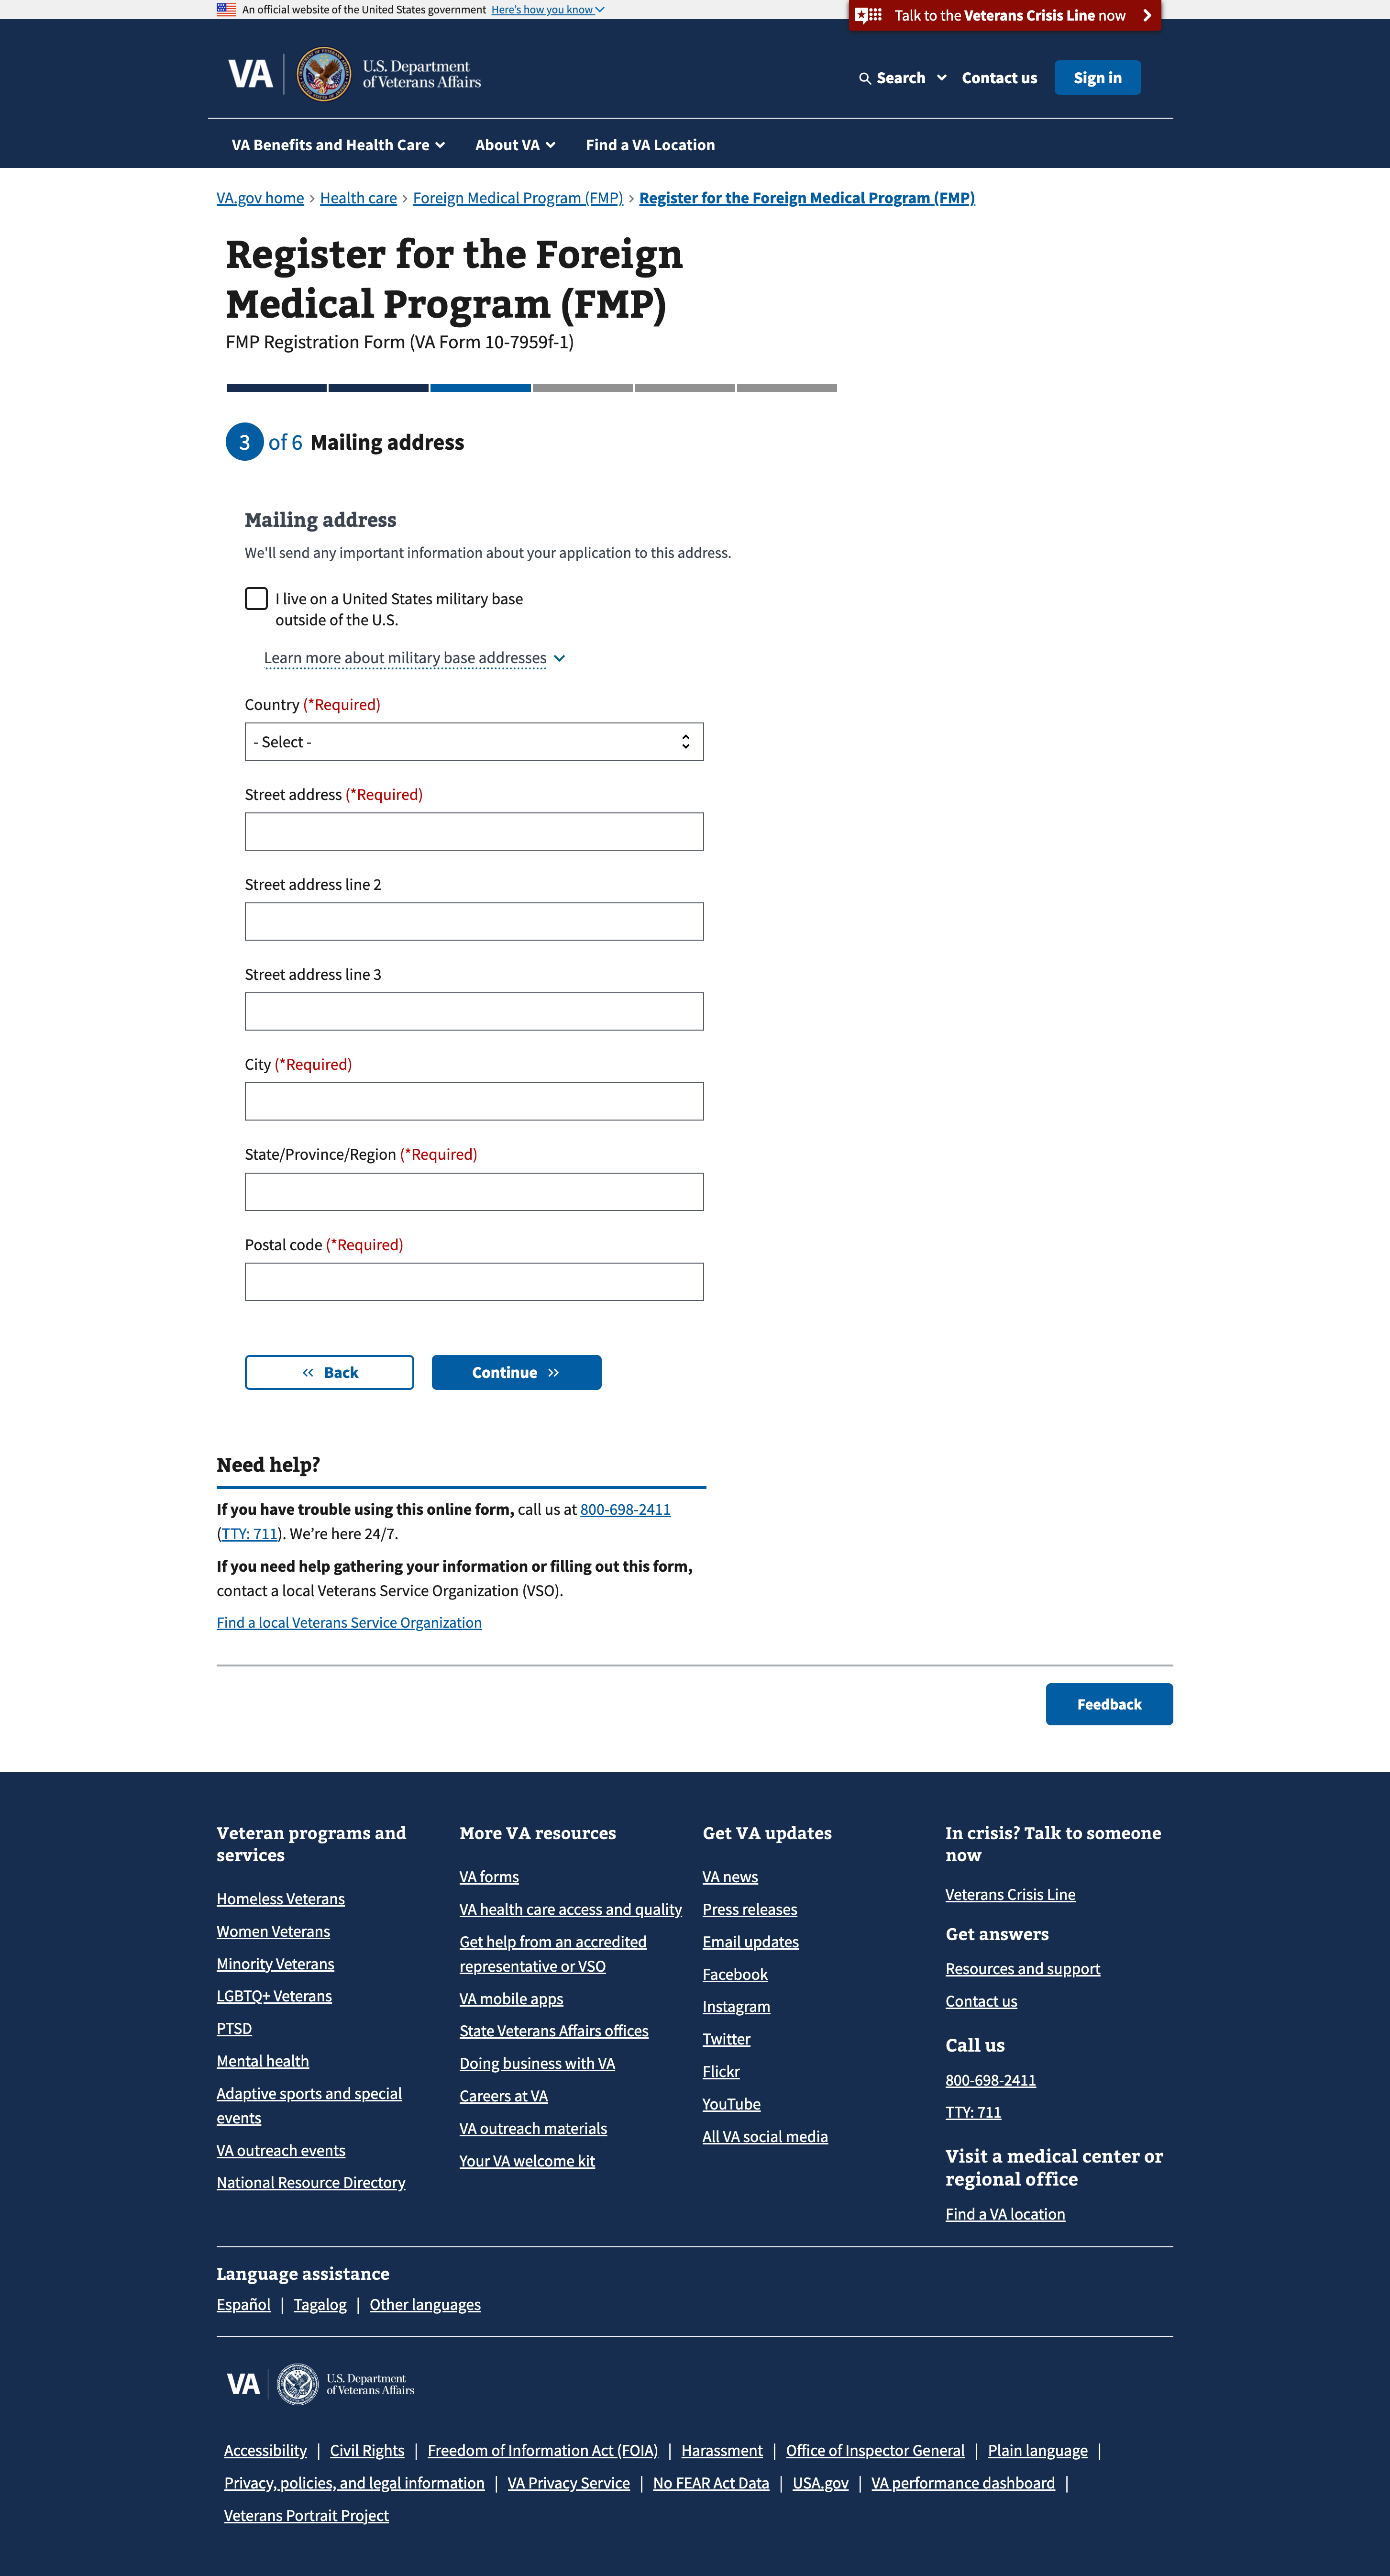 An official website of the United States government Here's how you know
Talk to the Veterans Crisis Line now
VA U.S. Department
of Veterans Affairs
Search Contact us Sign in
VA Benefits and Health Care About VA Find a VA Location
VA.gov home › Health care › Foreign Medical Program (FMP) › Register for the Foreign Medical Program (FMP)
Register for the Foreign
Medical Program (FMP)
FMP Registration Form (VA Form 10-7959f-1)
3 of 6 Mailing address
Mailing address
We'll send any important information about your application to this address.
I live on a United States military base
outside of the U.S.
Learn more about military base addresses
Country (*Required)
- Select -
Street address (*Required)
Street address line 2
Street address line 3
City (*Required)
State/Province/Region (*Required)
Postal code (*Required)
« Back
Continue »
Need help?
If you have trouble using this online form, call us at 800-698-2411
(TTY: 711). We're here 24/7.
If you need help gathering your information or filling out this form,
contact a local Veterans Service Organization (VSO).
Find a local Veterans Service Organization
Feedback
Veteran programs and
services
Homeless Veterans
Women Veterans
Minority Veterans
LGBTQ+ Veterans
PTSD
Mental health
Adaptive sports and special
events
VA outreach events
National Resource Directory
More VA resources
VA forms
VA health care access and quality
Get help from an accredited
representative or VSO
VA mobile apps
State Veterans Affairs offices
Doing business with VA
Careers at VA
VA outreach materials
Your VA welcome kit
Get VA updates
VA news
Press releases
Email updates
Facebook
Instagram
Twitter
Flickr
YouTube
All VA social media
In crisis? Talk to someone
now
Veterans Crisis Line
Get answers
Resources and support
Contact us
Call us
800-698-2411
TTY: 711
Visit a medical center or
regional office
Find a VA location
Language assistance
Español | Tagalog | Other languages
VA U.S. Department
of Veterans Affairs
Accessibility | Civil Rights | Freedom of Information Act (FOIA) | Harassment | Office of Inspector General | Plain language |
Privacy, policies, and legal information | VA Privacy Service | No FEAR Act Data | USA.gov | VA performance dashboard |
Veterans Portrait Project